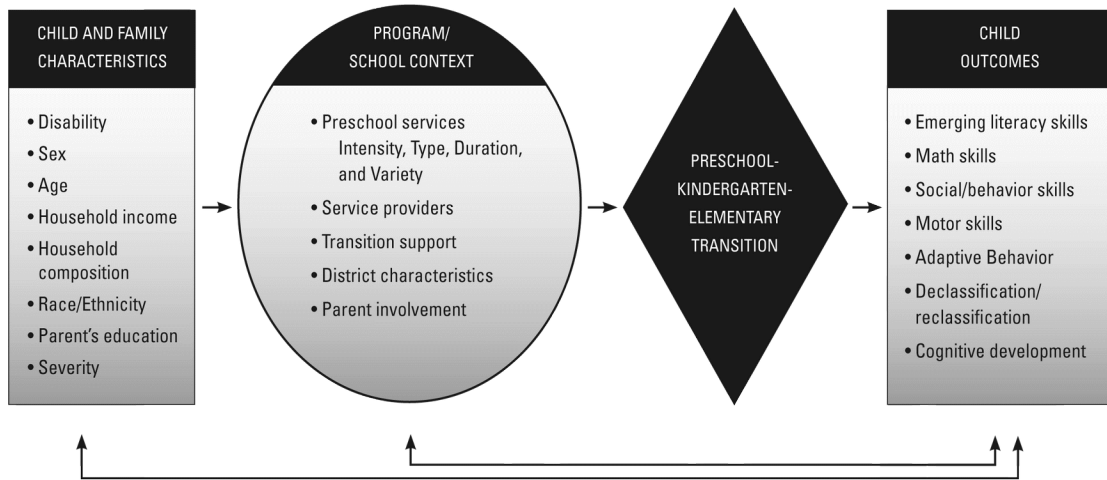 CHILD AND FAMILY
CHARACTERISTICS
• Disability
• Sex
• Age
• Household income
• Household
composition
• Race/Ethnicity
• Parent's education
• Severity
PROGRAM/
SCHOOL CONTEXT
• Preschool services
Intensity, Type, Duration,
and Variety
• Service providers
• Transition support
• District characteristics
• Parent involvement
PRESCHOOL-
KINDERGARTEN-
ELEMENTARY
TRANSITION
CHILD
OUTCOMES
• Emerging literacy skills
• Math skills
• Social/behavior skills
• Motor skills
• Adaptive Behavior
• Declassification/
reclassification
• Cognitive development